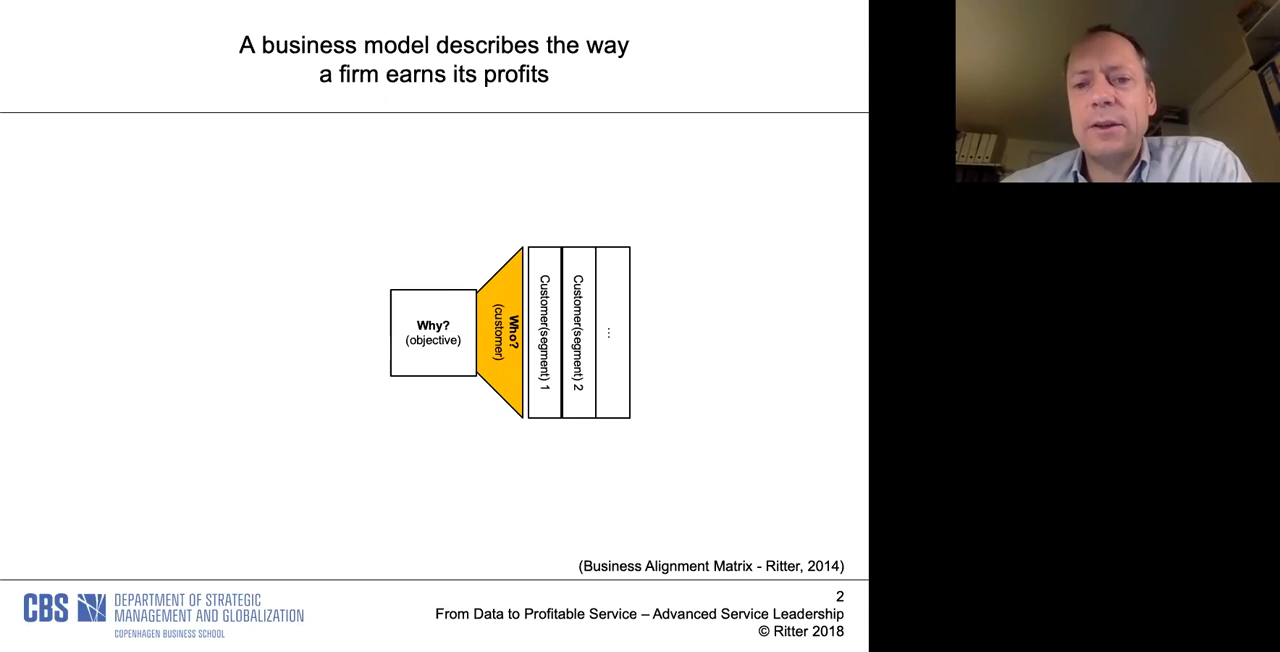 A business model describes the way
a firm earns its profits
Why?
(objective)
Who?
(customer)
Customer(segment) 1
Customer(segment) 2
...
(Business Alignment Matrix - Ritter, 2014)
CBS
DEPARTMENT OF STRATEGIC
MANAGEMENT AND GLOBALIZATION
COPENHAGEN BUSINESS SCHOOL
2
From Data to Profitable Service – Advanced Service Leadership
© Ritter 2018